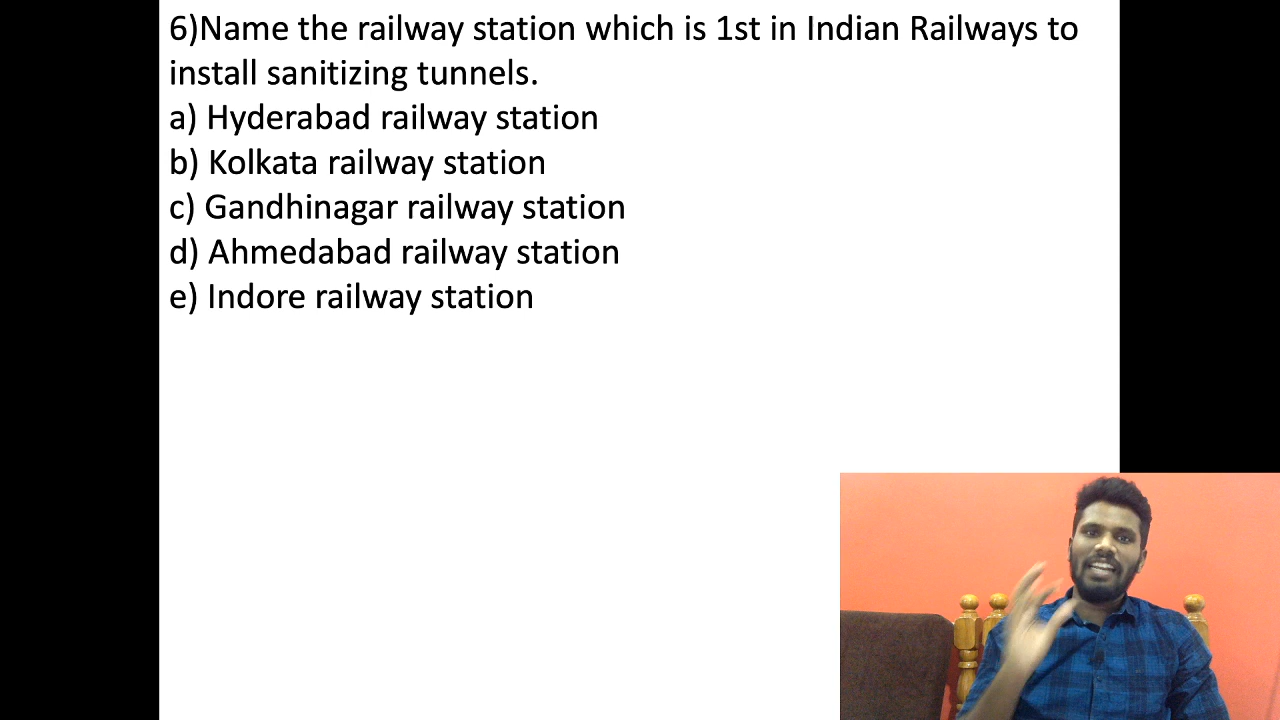 6)Name the railway station which is 1st in Indian Railways to
install sanitizing tunnels.
a) Hyderabad railway station
b) Kolkata railway station
c) Gandhinagar railway station
d) Ahmedabad railway station
e) Indore railway station